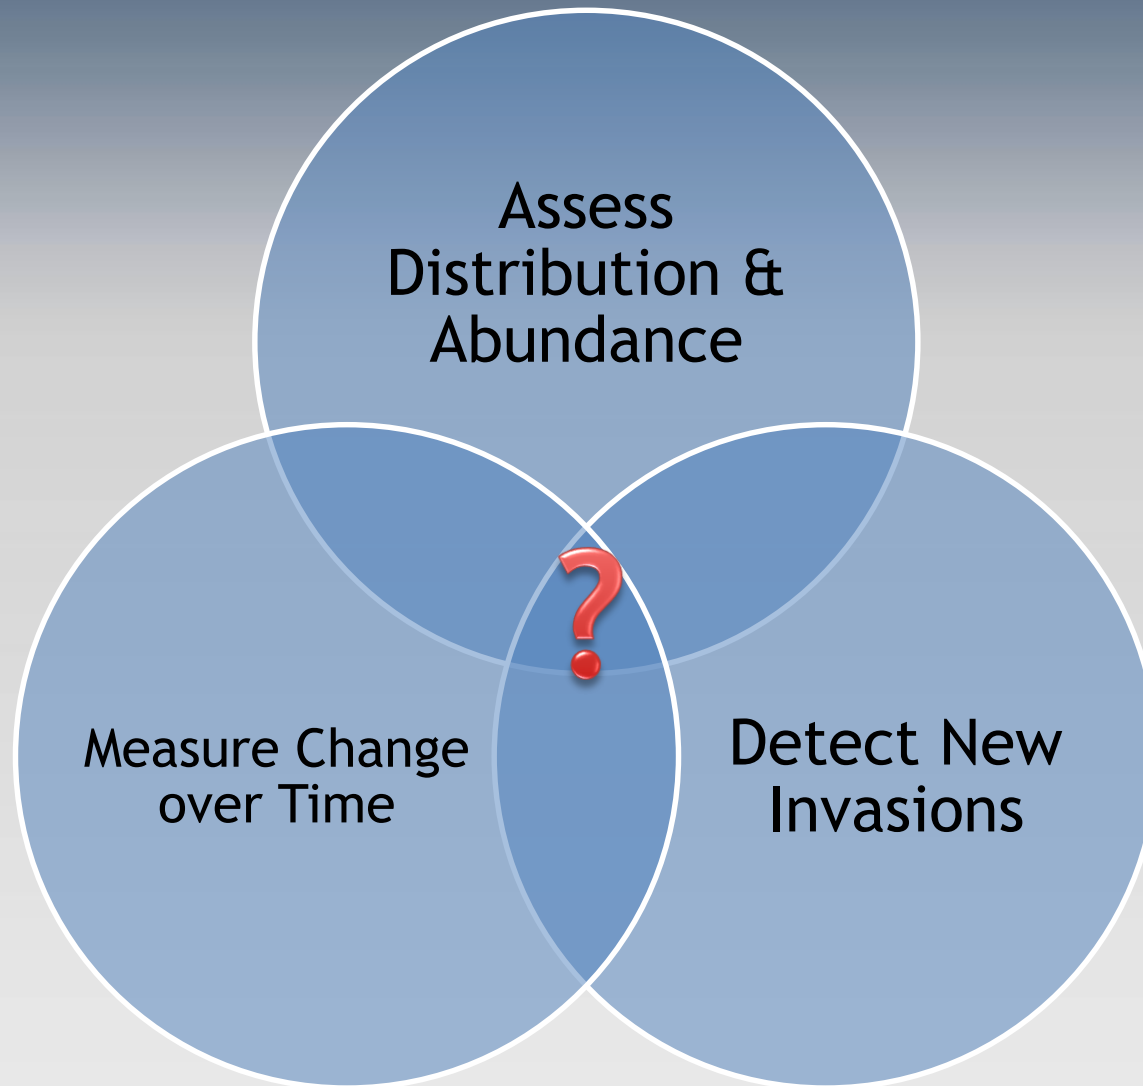 Assess
Distribution &
Abundance
?
Measure Change
over Time
Detect New
Invasions